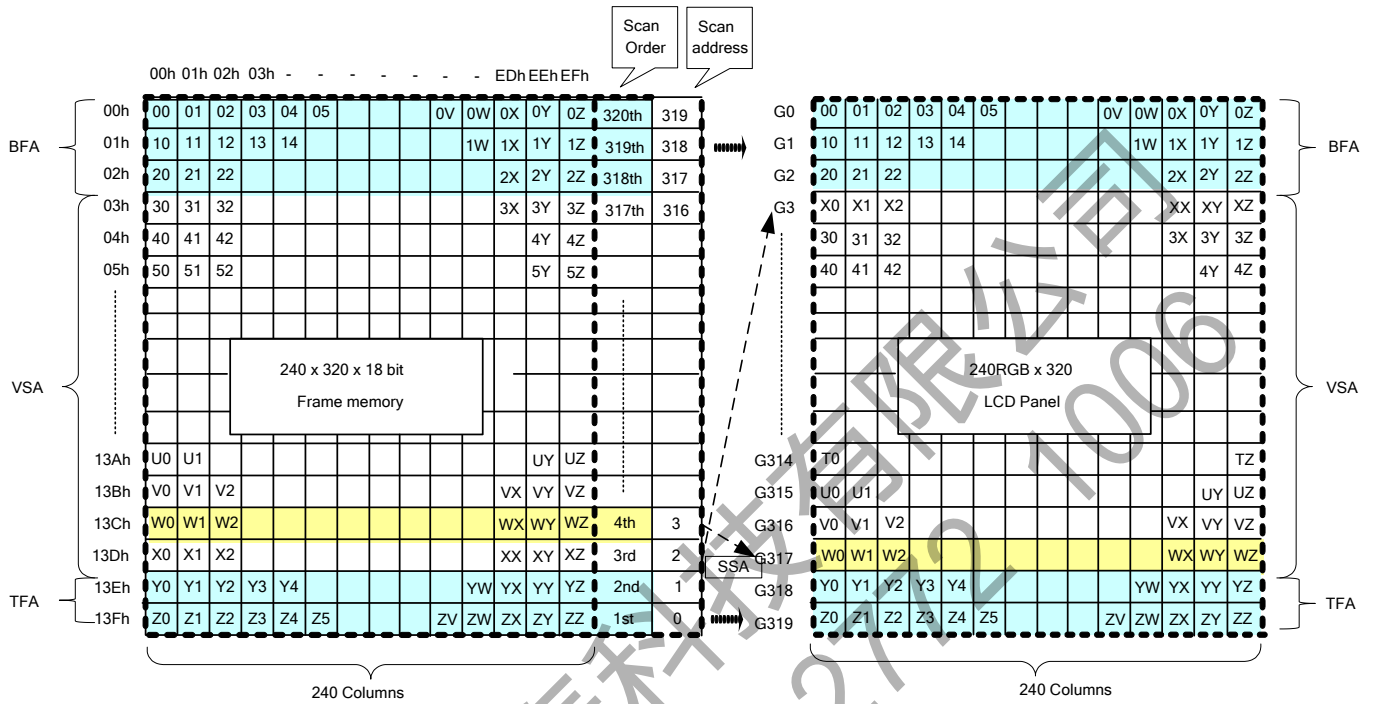 Scan Order
Scan address
00h 01h 02h 03h - - - - - - - EDh EEh EFh
00h 00 01 02 03 04 05 0V 0W 0X 0Y 0Z 320th 319
01h 10 11 12 13 14 1W 1X 1Y 1Z 319th 318
02h 20 21 22 2X 2Y 2Z 318th 317
03h 30 31 32 3X 3Y 3Z 317th 316
04h 40 41 42 4Y 4Z
05h 50 51 52 5Y 5Z
BFA
VSA
TFA
240 x 320 x 18 bit
Frame memory
13Ah U0 U1 UY UZ
13Bh V0 V1 V2 VX VY VZ
13Ch W0 W1 W2 WX WY WZ 4th 3
13Dh X0 X1 X2 XX XY XZ 3rd 2
13Eh Y0 Y1 Y2 Y3 Y4 YW YX YY YZ 2nd 1
13Fh Z0 Z1 Z2 Z3 Z4 Z5 ZV ZW ZX ZY ZZ 1st 0
240 Columns
SSA
G0 00 01 02 03 04 05 0V 0W 0X 0Y 0Z
G1 10 11 12 13 14 1W 1X 1Y 1Z
G2 20 21 22 2X 2Y 2Z
G3 X0 X1 X2 XX XY XZ
30 31 32 3X 3Y 3Z
40 41 42 4Y 4Z
BFA
VSA
TFA
240RGB x 320
LCD Panel
G314 T0 TZ
G315 U0 U1 UY UZ
G316 V0 V1 V2 VX VY VZ
G317 W0 W1 W2 WX WY WZ
G318 Y0 Y1 Y2 Y3 Y4 YW YX YY YZ
G319 Z0 Z1 Z2 Z3 Z4 Z5 ZV ZW ZX ZY ZZ
240 Columns
科技有限公司
2772 1006